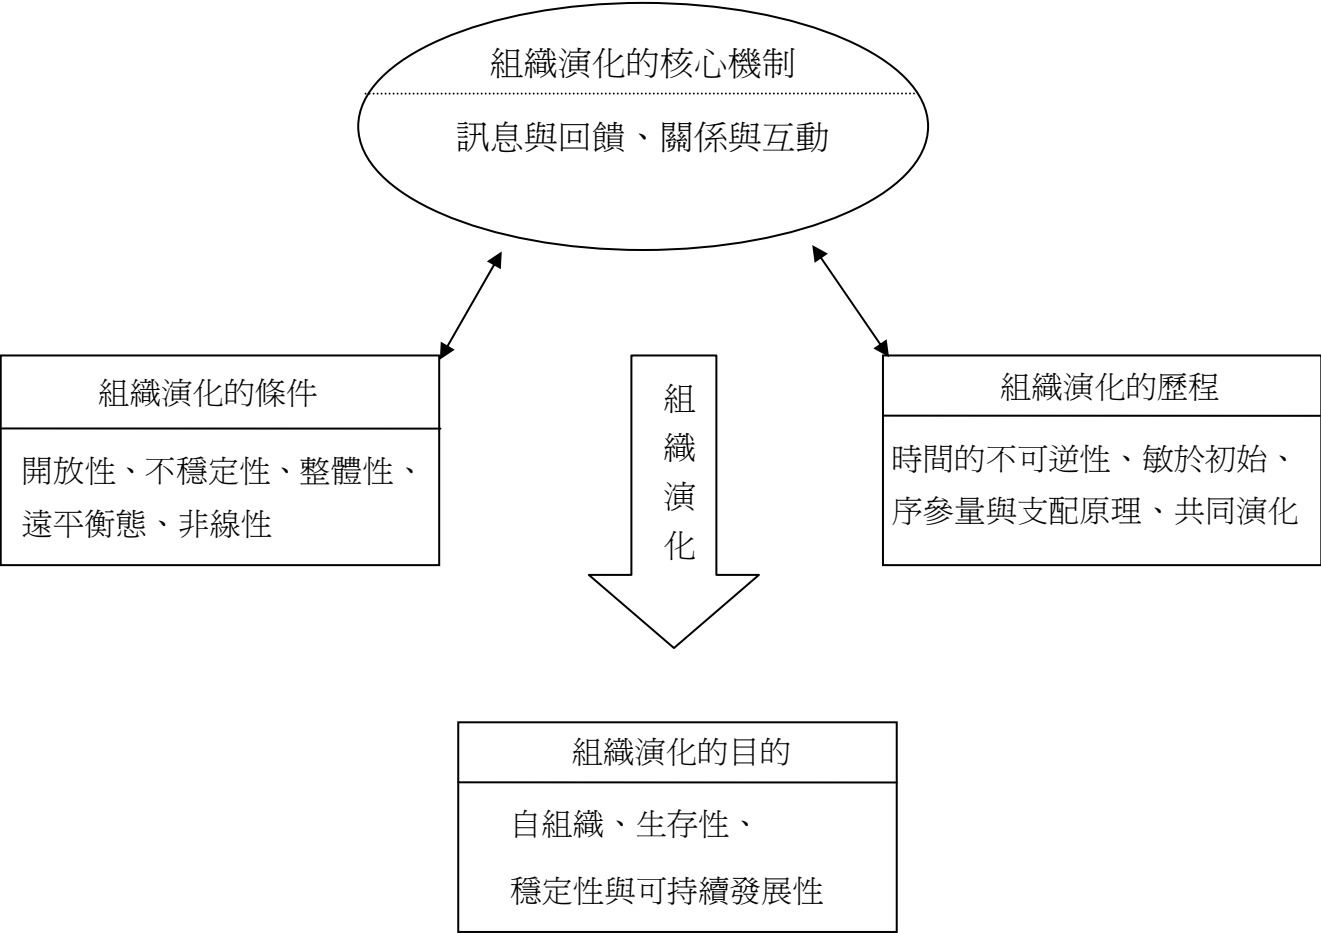 組織演化的核心機制
訊息與回饋、關係與互動
組織演化的條件
開放性、不穩定性、整體性、
遠平衡態、非線性
組織演化
組織演化的歷程
時間的不可逆性、敏於初始、
序參量與支配原理、共同演化
組織演化的目的
自組織、生存性、
穩定性與可持續發展性